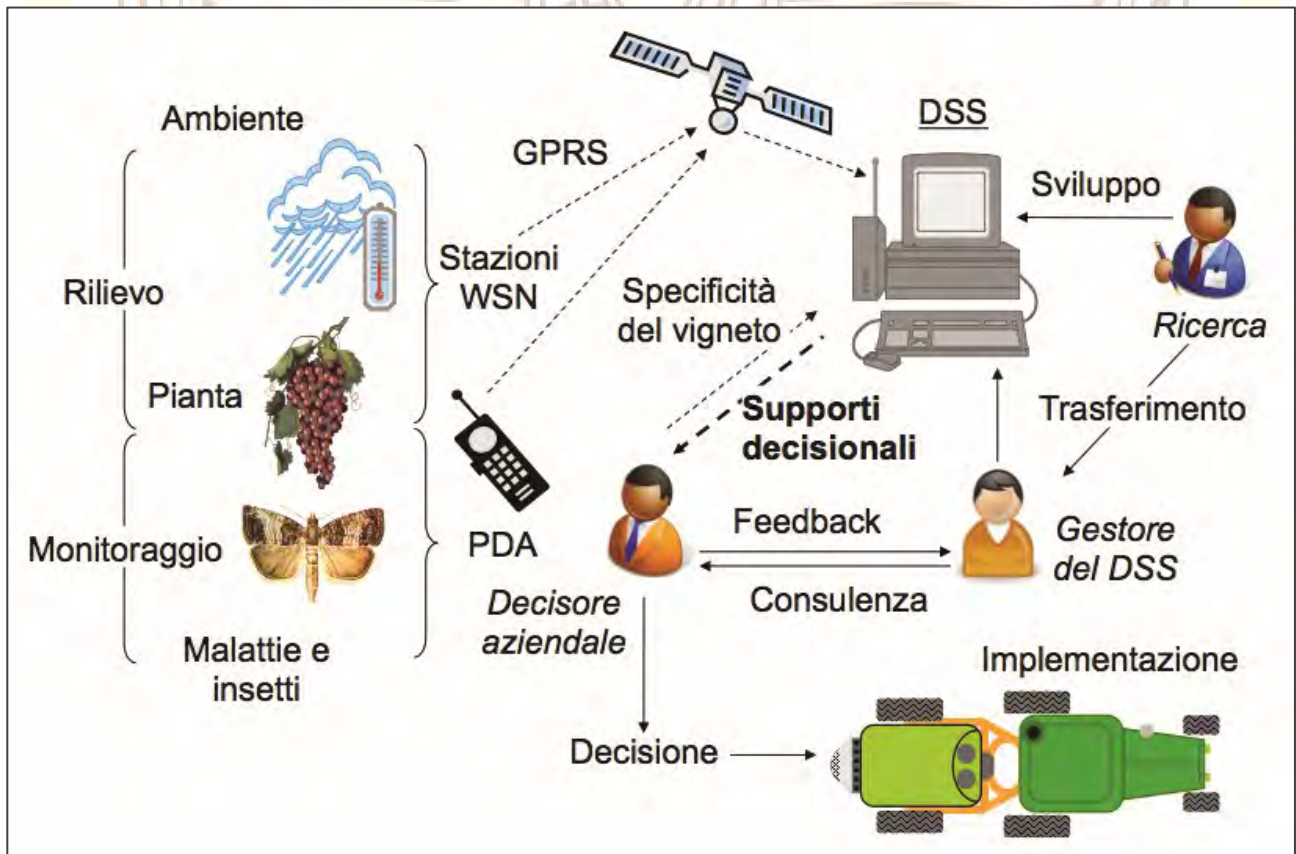 Ambiente
Rilievo
Pianta
Monitoraggio
Malattie e
insetti
Stazioni
WSN
PDA
GPRS
DSS
Sviluppo
Ricerca
Trasferimento
Specificità
del vigneto
Supporti
decisionali
Feedback
Consulenza
Gestore
del DSS
Decisore
aziendale
Decisione
Implementazione